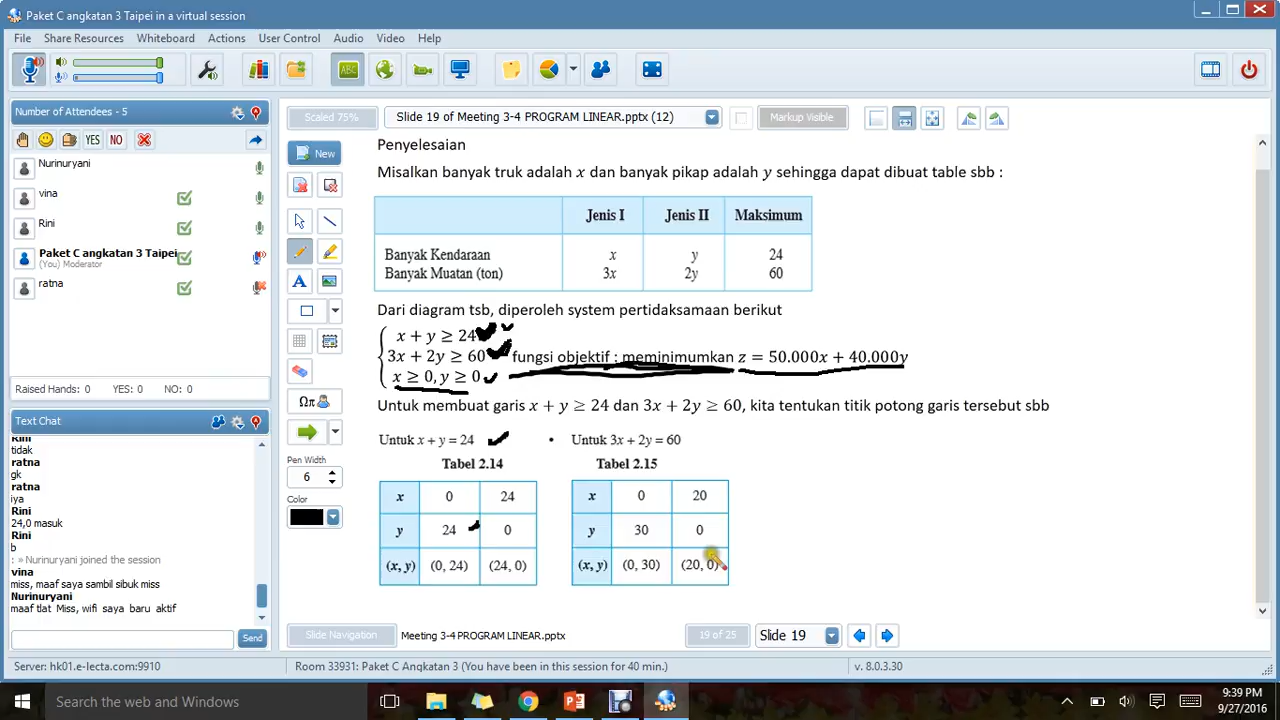 Paket C angkatan 3 Taipei in a virtual session
File Share Resources Whiteboard Actions User Control Audio Video Help
Number of Attendees - 5
YES NO
Nurinuryani
vina
Rini
Paket C angkatan 3 Taipei
(You) Moderator
ratna
Raised Hands: 0 YES: 0 NO: 0
Text Chat
Rini
tidak
ratna
gk
ratna
iya
Rini
24,0 masuk
Rini
b
: » Nurinuryani joined the session
vina
miss, maaf saya sambil sibuk miss
Nurinuryani
maaf tlat Miss, wifi saya baru aktif
Send
Scaled 75% Slide 19 of Meeting 3-4 PROGRAM LINEAR.pptx (12) Markup Visible
New
ABC
A
Ωπ
Pen Width
6
Color
Penyelesaian
Misalkan banyak truk adalah x dan banyak pikap adalah y sehingga dapat dibuat table sbb :
Jenis I Jenis II Maksimum
Banyak Kendaraan x y 24
Banyak Muatan (ton) 3x 2y 60
Dari diagram tsb, diperoleh system pertidaksamaan berikut
x + y ≥ 24
3x + 2y ≥ 60 fungsi objektif : meminimumkan z = 50.000x + 40.000y
x ≥ 0, y ≥ 0
Untuk membuat garis x + y ≥ 24 dan 3x + 2y ≥ 60, kita tentukan titik potong garis tersebut sbb
Untuk x + y = 24 • Untuk 3x + 2y = 60
Tabel 2.14 Tabel 2.15
x 0 24 x 0 20
y 24 0 y 30 0
(x, y) (0, 24) (24, 0) (x, y) (0, 30) (20, 0)
Slide Navigation Meeting 3-4 PROGRAM LINEAR.pptx 19 of 25 Slide 19
Server: hk01.e-lecta.com:9910 Room 33931: Paket C Angkatan 3 (You have been in this session for 40 min.) v. 8.0.3.30
Search the web and Windows
9:39 PM
9/27/2016